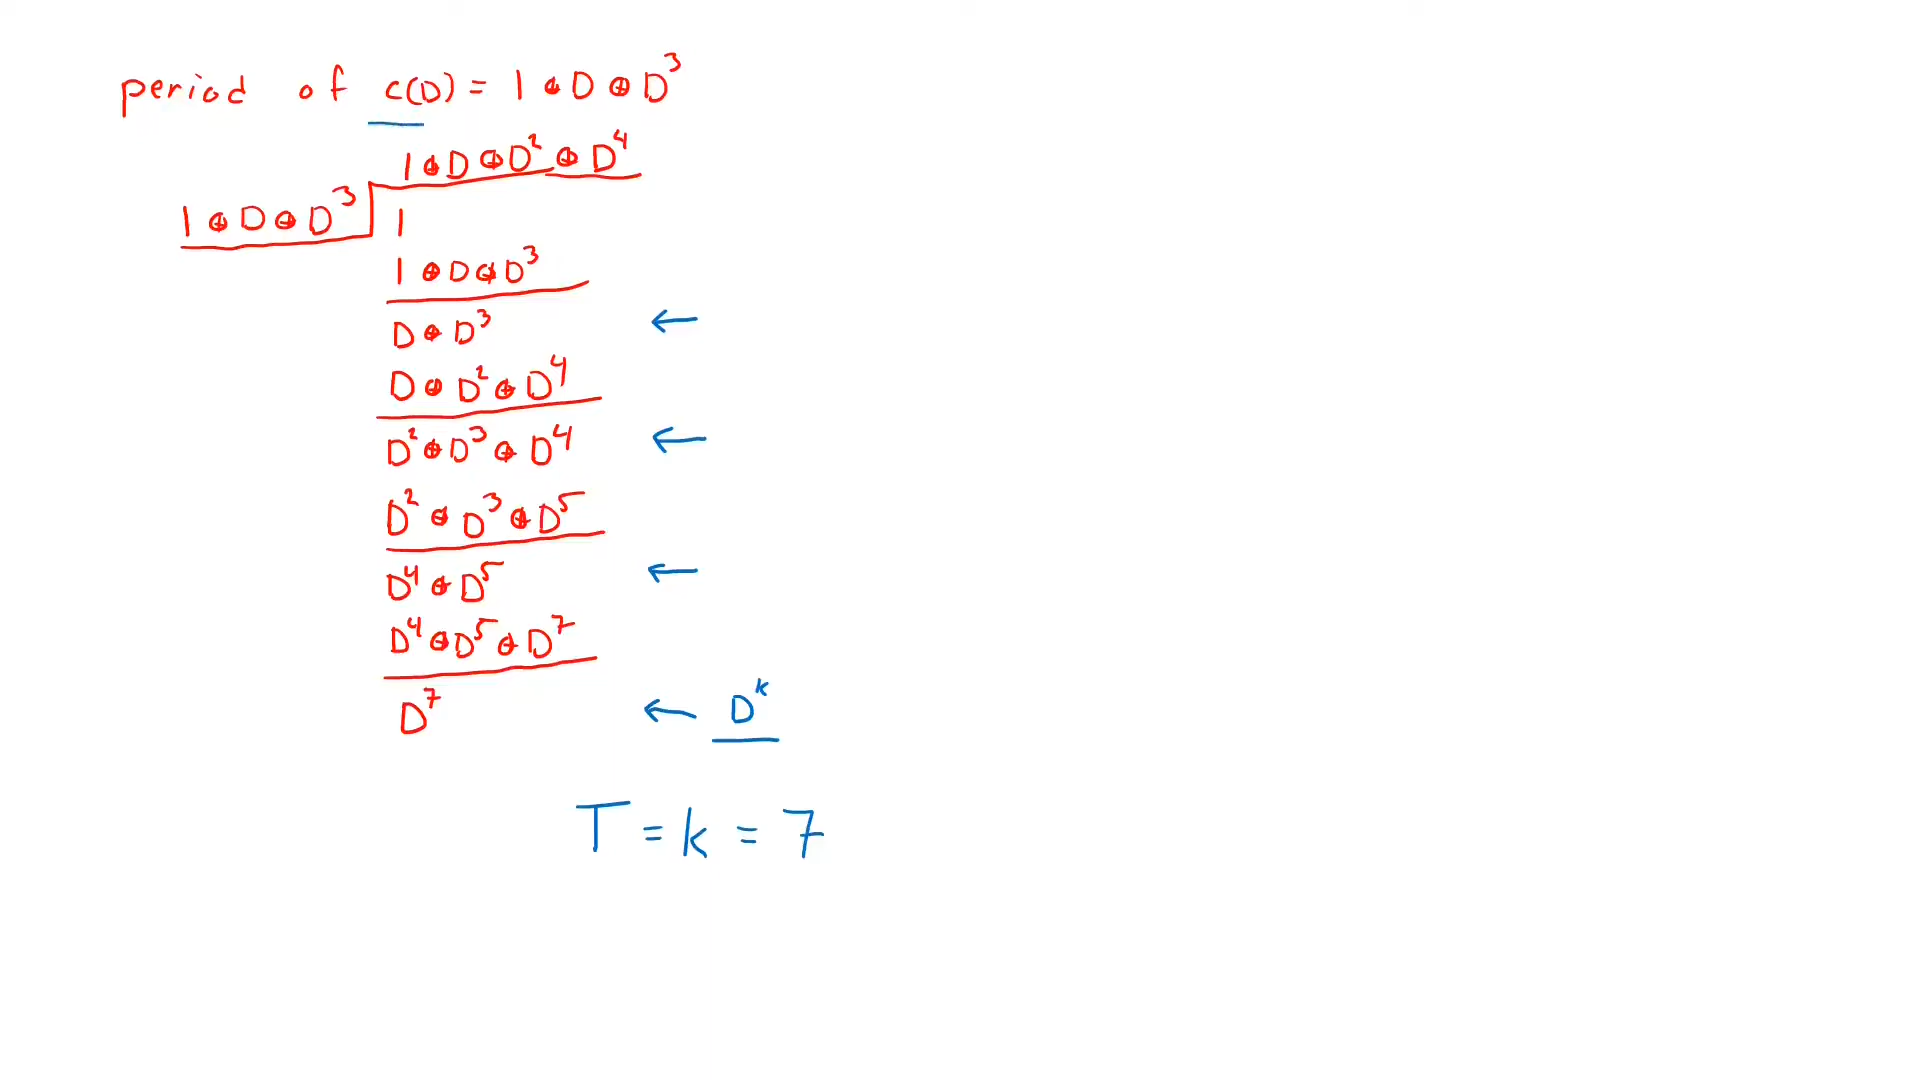 period of c(D) = 1 ⊕ D ⊕ D³
1 ⊕ D ⊕ D² ⊕ D⁴
1 ⊕ D ⊕ D³ 1
1 ⊕ D ⊕ D³
D ⊕ D³ ←
D ⊕ D² ⊕ D⁴
D² ⊕ D³ ⊕ D⁴ ←
D² ⊕ D³ ⊕ D⁵
D⁴ ⊕ D⁵ ←
D⁴ ⊕ D⁵ ⊕ D⁷
D⁷ ← Dᵏ
T = k = 7